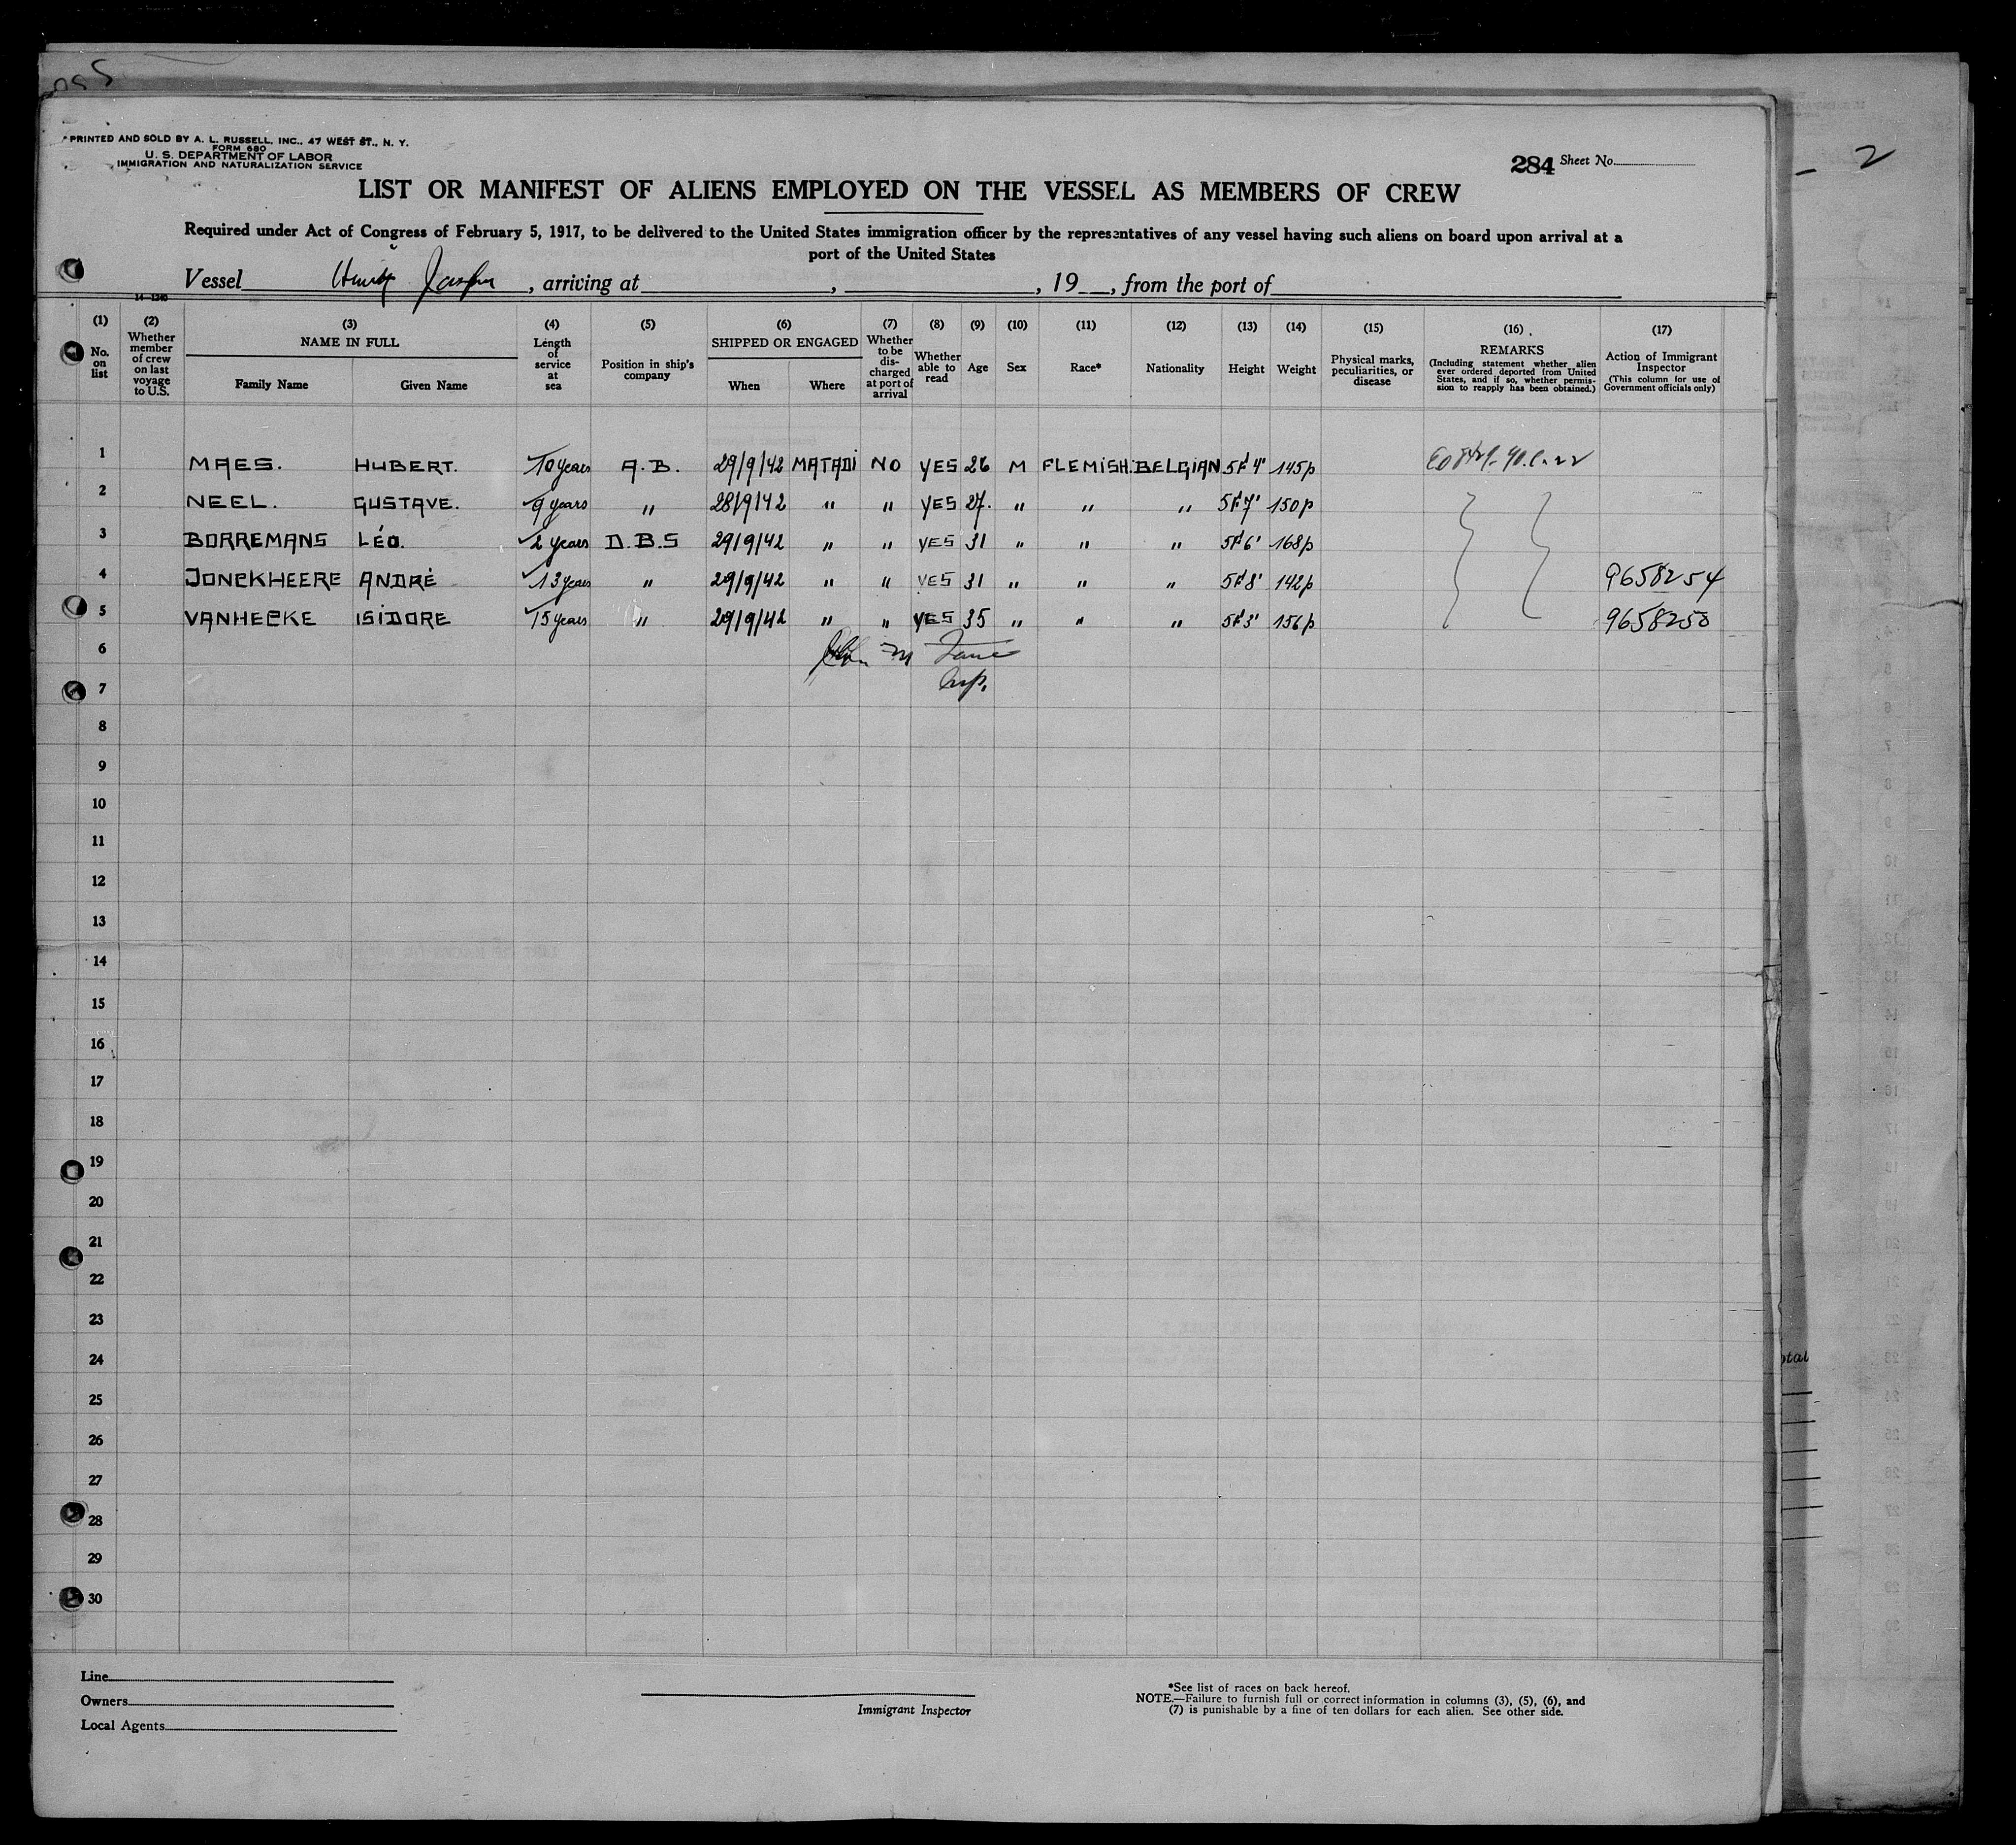 PRINTED AND SOLD BY A. L. RUSSELL, INC., 47 WEST ST., N. Y.
FORM 680
U. S. DEPARTMENT OF LABOR
IMMIGRATION AND NATURALIZATION SERVICE
284 Sheet No.
2
LIST OR MANIFEST OF ALIENS EMPLOYED ON THE VESSEL AS MEMBERS OF CREW
Required under Act of Congress of February 5, 1917, to be delivered to the United States immigration officer by the representatives of any vessel having such aliens on board upon arrival at a
port of the United States
Vessel Jaspar, arriving at , , 19 , from the port of
14-1240
(1) No. on list
(2) Whether member of crew on last voyage to U.S.
(3) NAME IN FULL
Family Name Given Name
(4) Length of service at sea
(5) Position in ship's company
(6) SHIPPED OR ENGAGED
When Where
(7) Whether to be discharged at port of arrival
(8) Whether able to read
(9) Age
(10) Sex
(11) Race*
(12) Nationality
(13) Height
(14) Weight
(15) Physical marks, peculiarities, or disease
(16) REMARKS
(Including statement whether alien ever ordered deported from United States, and if so, whether permission to reapply has been obtained.)
(17) Action of Immigrant Inspector
(This column for use of Government officials only)
1 MAES. HUBERT. 10 years A.B. 29/9/42 MATADI NO YES 26 M FLEMISH. BELGIAN 5f 4" 145p
2 NEEL. GUSTAVE. 9 years " 28/9/42 " " YES 27. " " " 5f 7' 150p
3 BORREMANS LÉO. 2 years D.B.S 29/9/42 " " YES 31 " " " 5f 6' 168p
4 JONCKHEERE ANDRÉ 13 years " 29/9/42 " " YES 31 " " " 5f 8' 142p 9658254
5 VANHECKE ISIDORE 15 years " 29/9/42 " " YES 35 " " " 5f 3' 156p 9658250
6 John M
7 Insp.
8
9
10
11
12
13
14
15
16
17
18
19
20
21
22
23
24
25
26
27
28
29
30
Line
Owners
Local Agents
Immigrant Inspector
*See list of races on back hereof.
NOTE.—Failure to furnish full or correct information in columns (3), (5), (6), and
(7) is punishable by a fine of ten dollars for each alien. See other side.